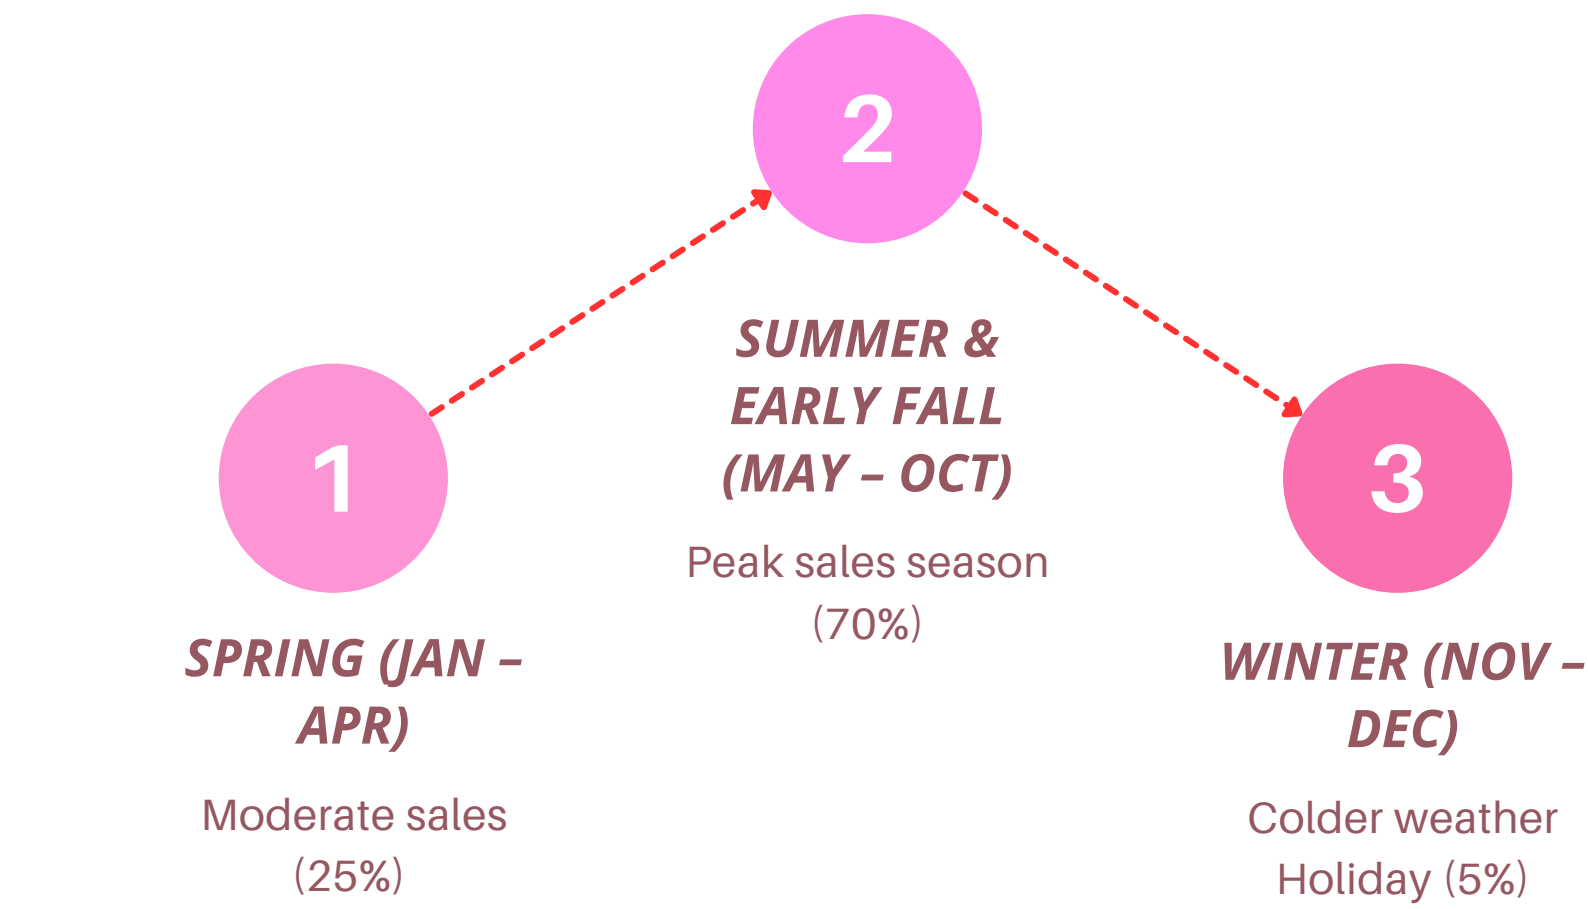 1
SPRING (JAN –
APR)
Moderate sales
(25%)
2
SUMMER &
EARLY FALL
(MAY – OCT)
Peak sales season
(70%)
3
WINTER (NOV –
DEC)
Colder weather
Holiday (5%)